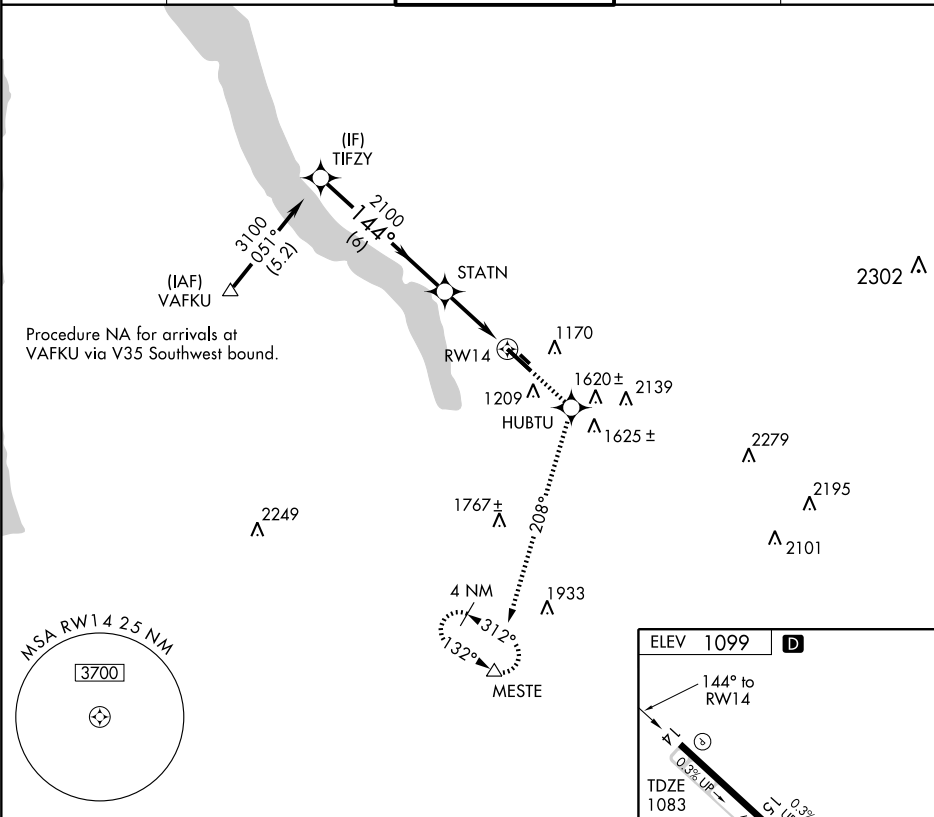 (IF)
TIFZY
2100
144°
(6)
3100
051°
(5.2)
(IAF)
VAFKU
STATN
2302
Procedure NA for arrivals at
VAFKU via V35 Southwest bound.
RW14
1170
1209
1620±
2139
HUBTU
1625±
2279
2195
2101
2249
1767±
208°
1933
4 NM
312°
132°
MESTE
MSA RW14 25 NM
3700
ELEV 1099 D
144° to
RW14
14
P
0.3% UP
TDZE
1083
15